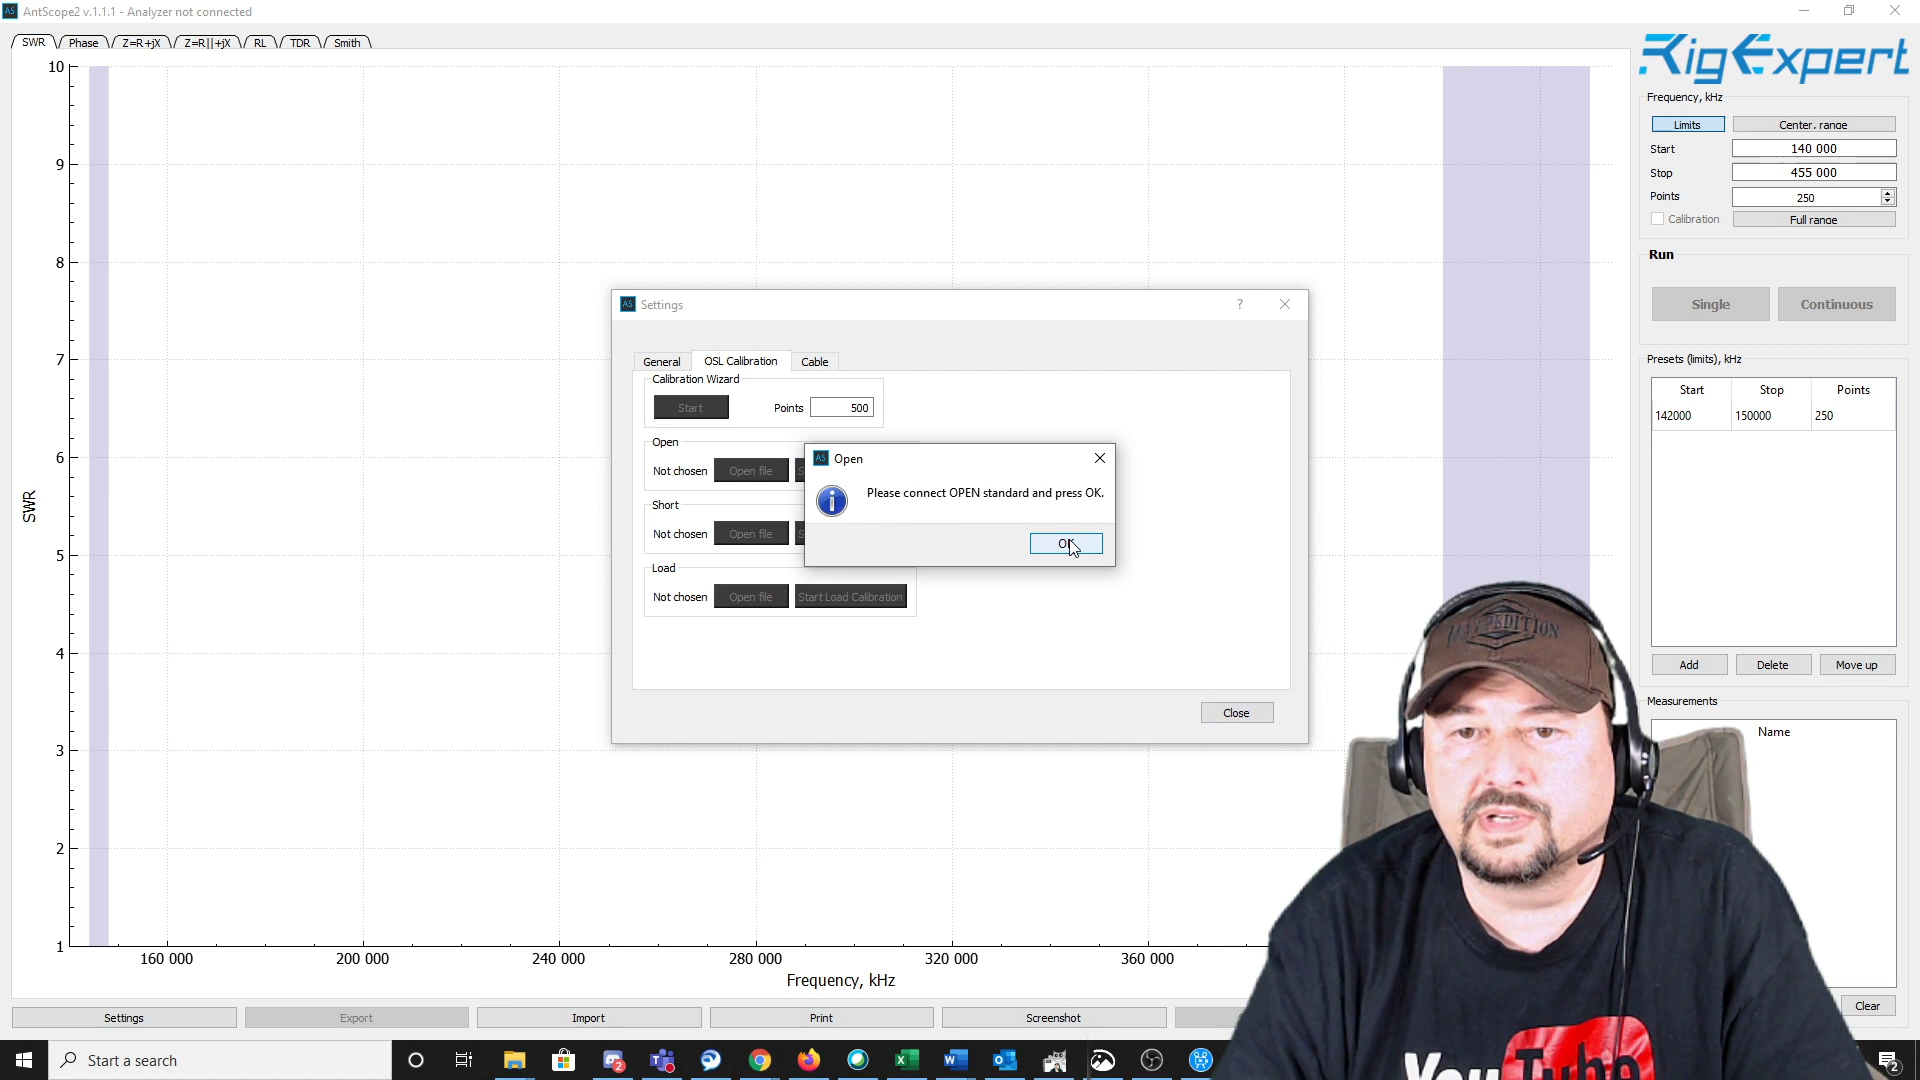 AS AntScope2 v.1.1.1 - Analyzer not connected
SWR Phase Z=R+jX Z=R||+jX RL TDR Smith
RigExpert
Frequency, kHz
Limits Center, range
Start 140 000
Stop 455 000
Points 250
Calibration Full range
Run
Single Continuous
Presets (limits), kHz
Start Stop Points
142000 150000 250
Add Delete Move up
Measurements
Name
Clear
10
9
8
7
6
5
4
3
2
1
SWR
160 000 200 000 240 000 280 000 320 000 360 000
Frequency, kHz
AS Settings ?
General OSL Calibration Cable
Calibration Wizard
Start Points 500
Open
Not chosen Open file S
Short
Not chosen Open file S
Load
Not chosen Open file Start Load Calibration
Close
AS Open
Please connect OPEN standard and press OK.
OK
Settings Export Import Print Screenshot
Start a search
2
2
YouTube